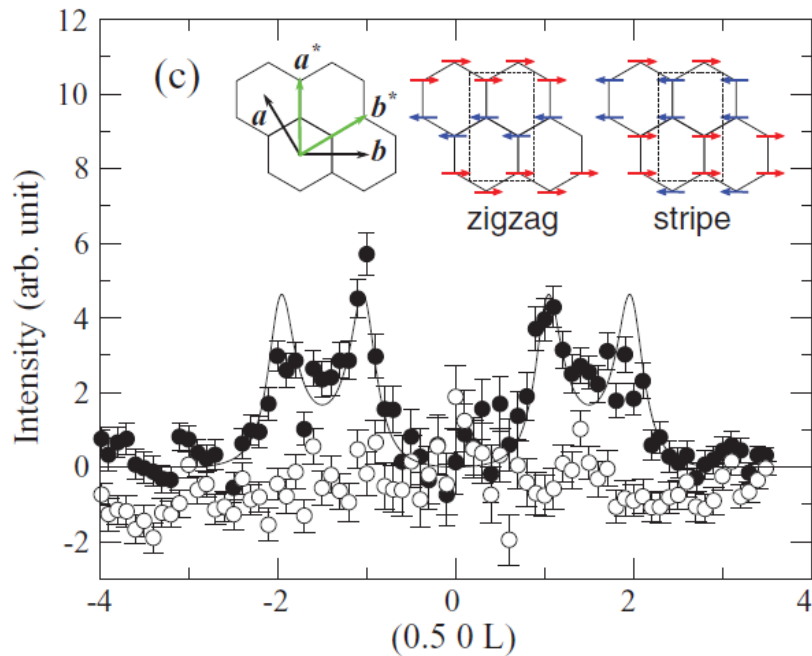 Intensity (arb. unit)
12
10
8
6
4
2
0
-2
(c)
a*
b*
a
b
zigzag
stripe
-4
-2
0
2
4
(0.5 0 L)